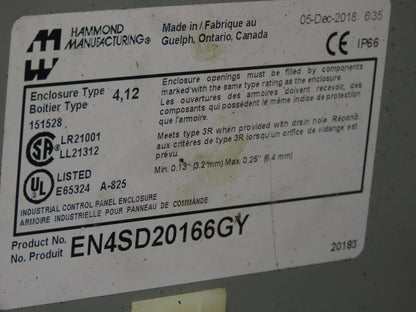 HAMMOND
MANUFACTURING®
Made in / Fabrique au
Guelph, Ontario, Canada
05-Dec-2018 6:35
CE IP66
Enclosure Type 4,12
Boitier Type
151528
Enclosure openings must be filled by components
marked with the same type rating as the enclosure.
Les ouvertures des armoires doivent recevoir, des
composants qui possèdent le même indice de protection
que l'armoire.
SA
LR21001
LL21312
Meets type 3R when provided with drain hole. Répond
aux critères de type 3R lorsqu'un orifice de vidange est
prévu.
Min. 0.13" (3.2 mm) Max. 0.25" (6.4 mm)
UL
LISTED
E65324 A-825
INDUSTRIAL CONTROL PANEL ENCLOSURE
ARMOIRE INDUSTRIELLE POUR PANNEAU DE COMMANDE
Product No.
No. Produit EN4SD20166GY
20183